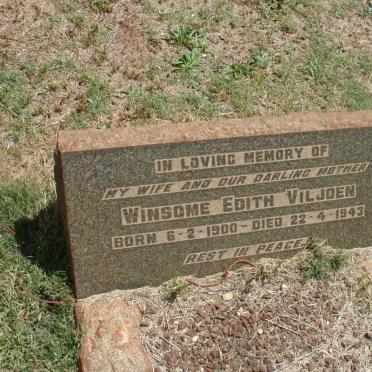 IN LOVING MEMORY OF
MY WIFE AND OUR DARLING MOTHER
WINSOME EDITH VILJOEN
BORN 6-2-1900 - DIED 22-4-1943
REST IN PEACE